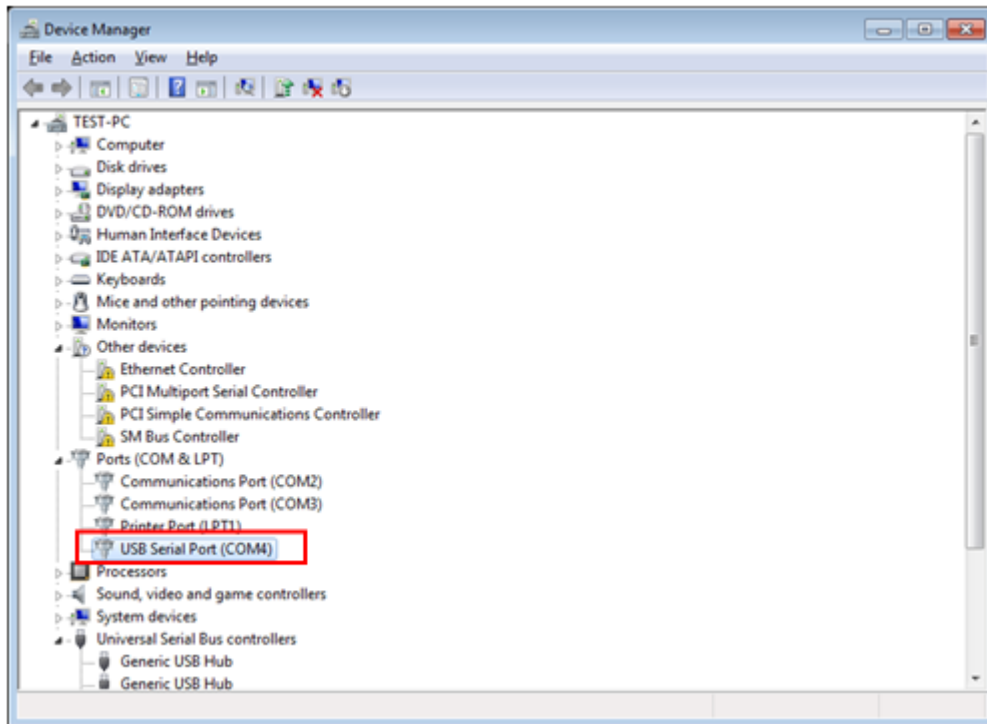 Device Manager
File Action View Help
TEST-PC
Computer
Disk drives
Display adapters
DVD/CD-ROM drives
Human Interface Devices
IDE ATA/ATAPI controllers
Keyboards
Mice and other pointing devices
Monitors
Other devices
Ethernet Controller
PCI Multiport Serial Controller
PCI Simple Communications Controller
SM Bus Controller
Ports (COM & LPT)
Communications Port (COM2)
Communications Port (COM3)
Printer Port (LPT1)
USB Serial Port (COM4)
Processors
Sound, video and game controllers
System devices
Universal Serial Bus controllers
Generic USB Hub
Generic USB Hub